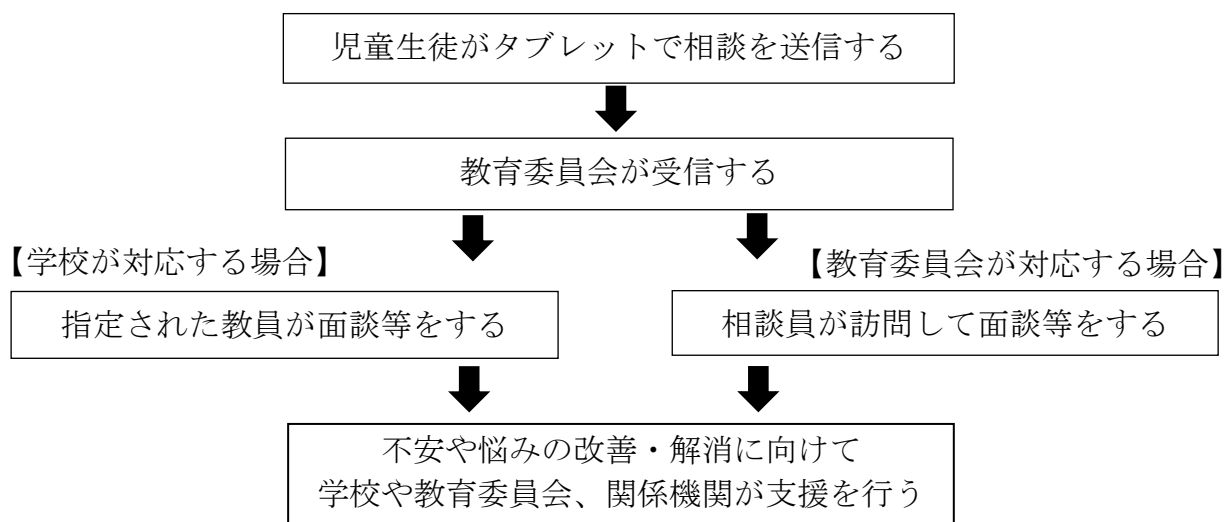 児童生徒がタブレットで相談を送信する
教育委員会が受信する
【学校が対応する場合】
【教育委員会が対応する場合】
指定された教員が面談等をする
相談員が訪問して面談等をする
不安や悩みの改善・解消に向けて
学校や教育委員会、関係機関が支援を行う